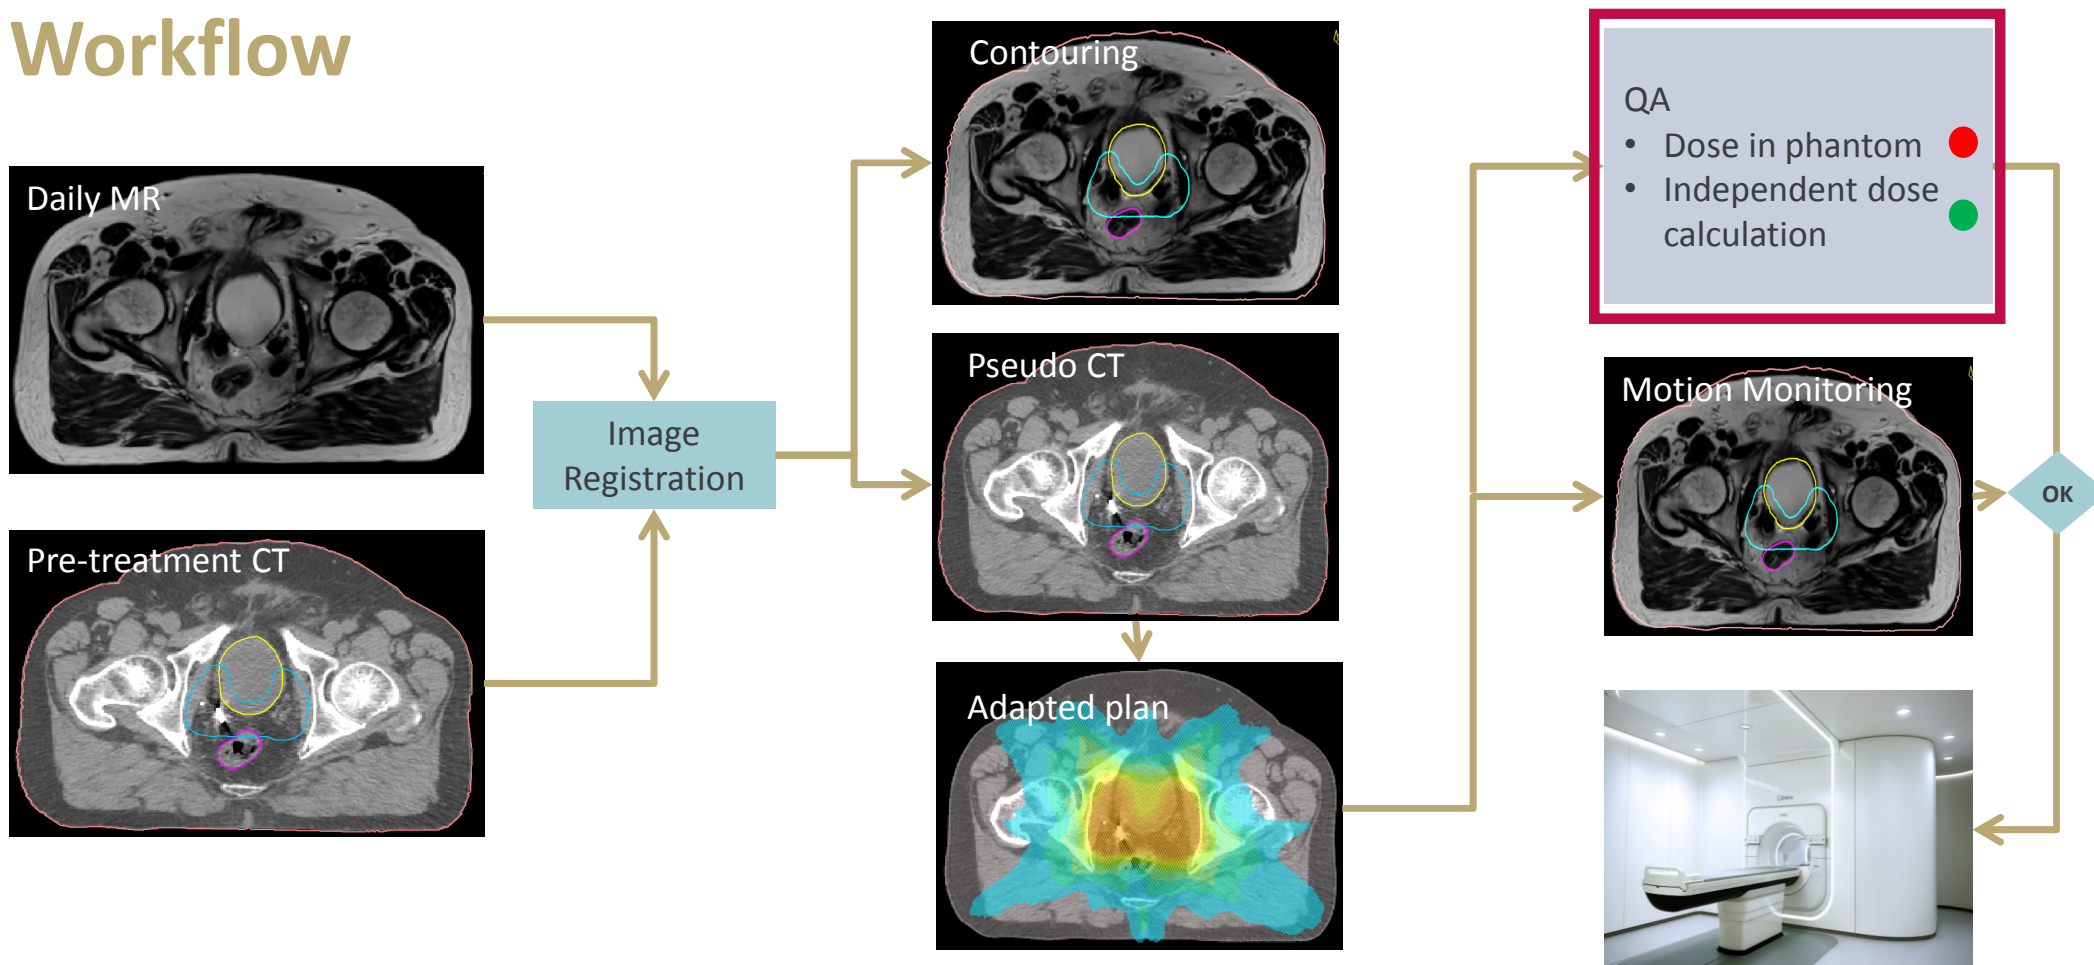 Workflow
Daily MR
Pre-treatment CT
Image
Registration
Contouring
Pseudo CT
Adapted plan
QA
• Dose in phantom
• Independent dose
calculation
Motion Monitoring
OK